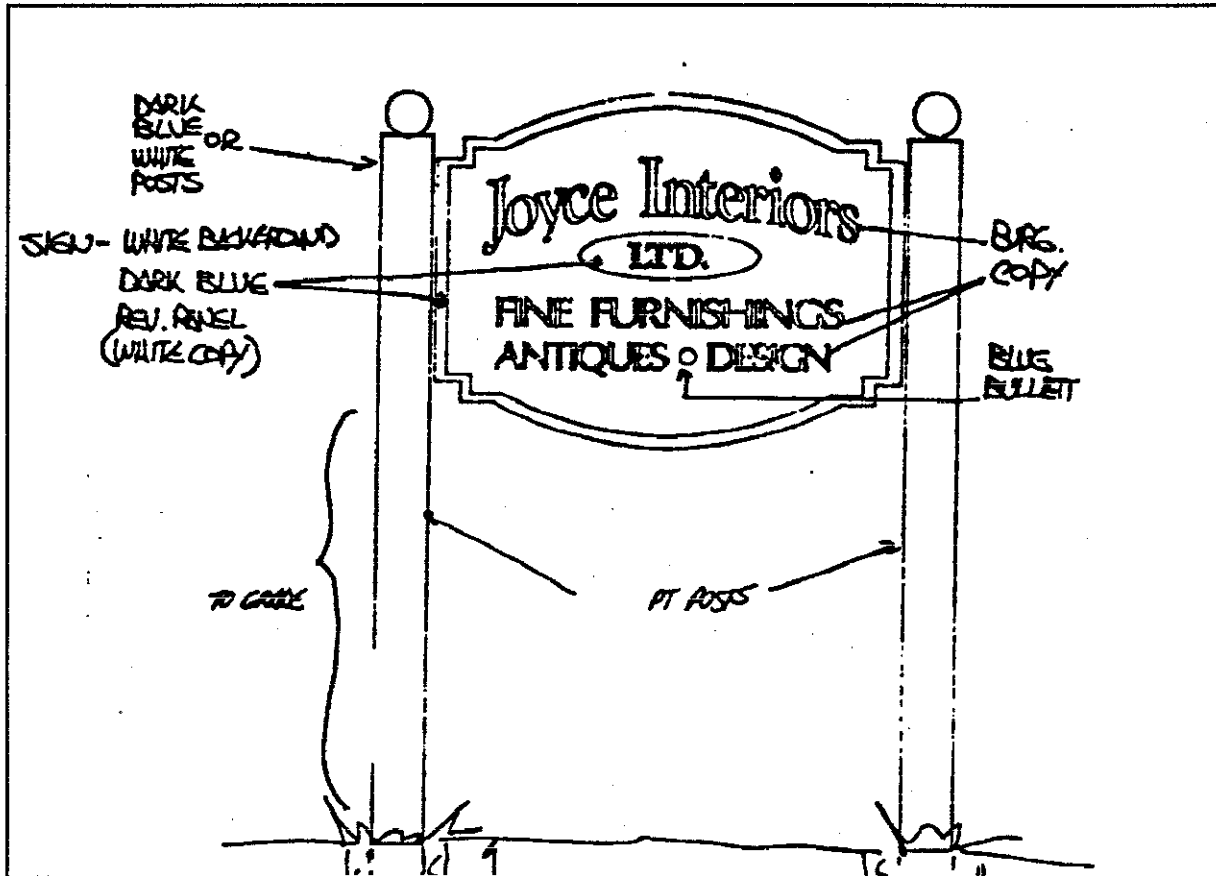 DARK
BLUE OR
WHITE
POSTS
SIGN - WHITE BACKGROUND
DARK BLUE
REV. PANEL
(WHITE COPY)
Joyce Interiors
LTD.
FINE FURNISHINGS
ANTIQUES ○ DESIGN
BURG.
COPY
BLUE
BULLETT
TO GRADE
PT POSTS